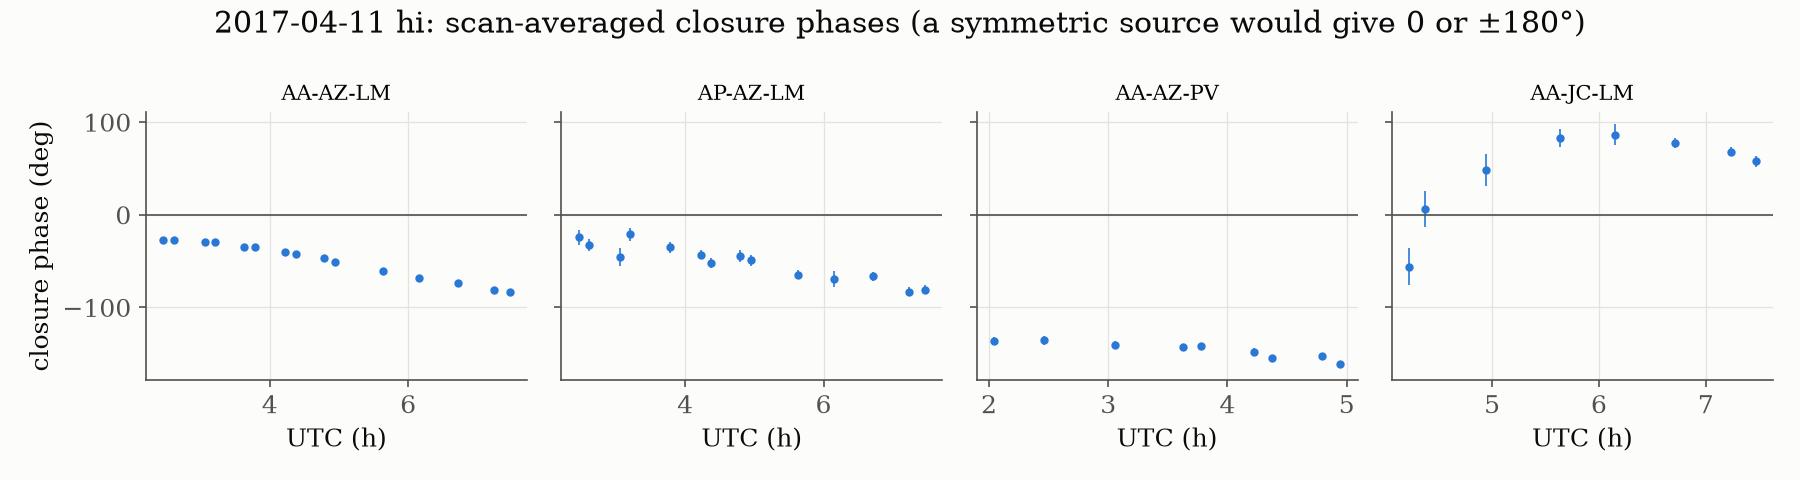 2017-04-11 hi: scan-averaged closure phases (a symmetric source would give 0 or ±180°)
AA-AZ-LM
AP-AZ-LM
AA-AZ-PV
AA-JC-LM
closure phase (deg)
100
0
−100
4 6
4 6
2 3 4 5
5 6 7
UTC (h)
UTC (h)
UTC (h)
UTC (h)